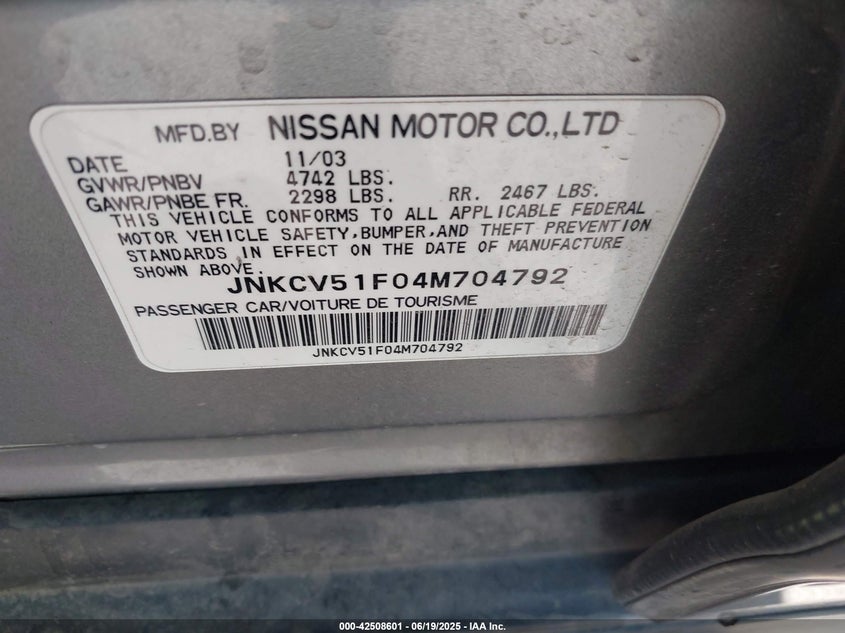 MFD.BY NISSAN MOTOR CO.,LTD
DATE 11/03
GVWR/PNBV 4742 LBS.
GAWR/PNBE FR. 2298 LBS. RR. 2467 LBS.
THIS VEHICLE CONFORMS TO ALL APPLICABLE FEDERAL
MOTOR VEHICLE SAFETY,BUMPER,AND THEFT PREVENTION
STANDARDS IN EFFECT ON THE DATE OF MANUFACTURE
SHOWN ABOVE. JNKCV51F04M704792
PASSENGER CAR/VOITURE DE TOURISME
JNKCV51F04M704792
000-42508601 - 06/19/2025 - IAA Inc.